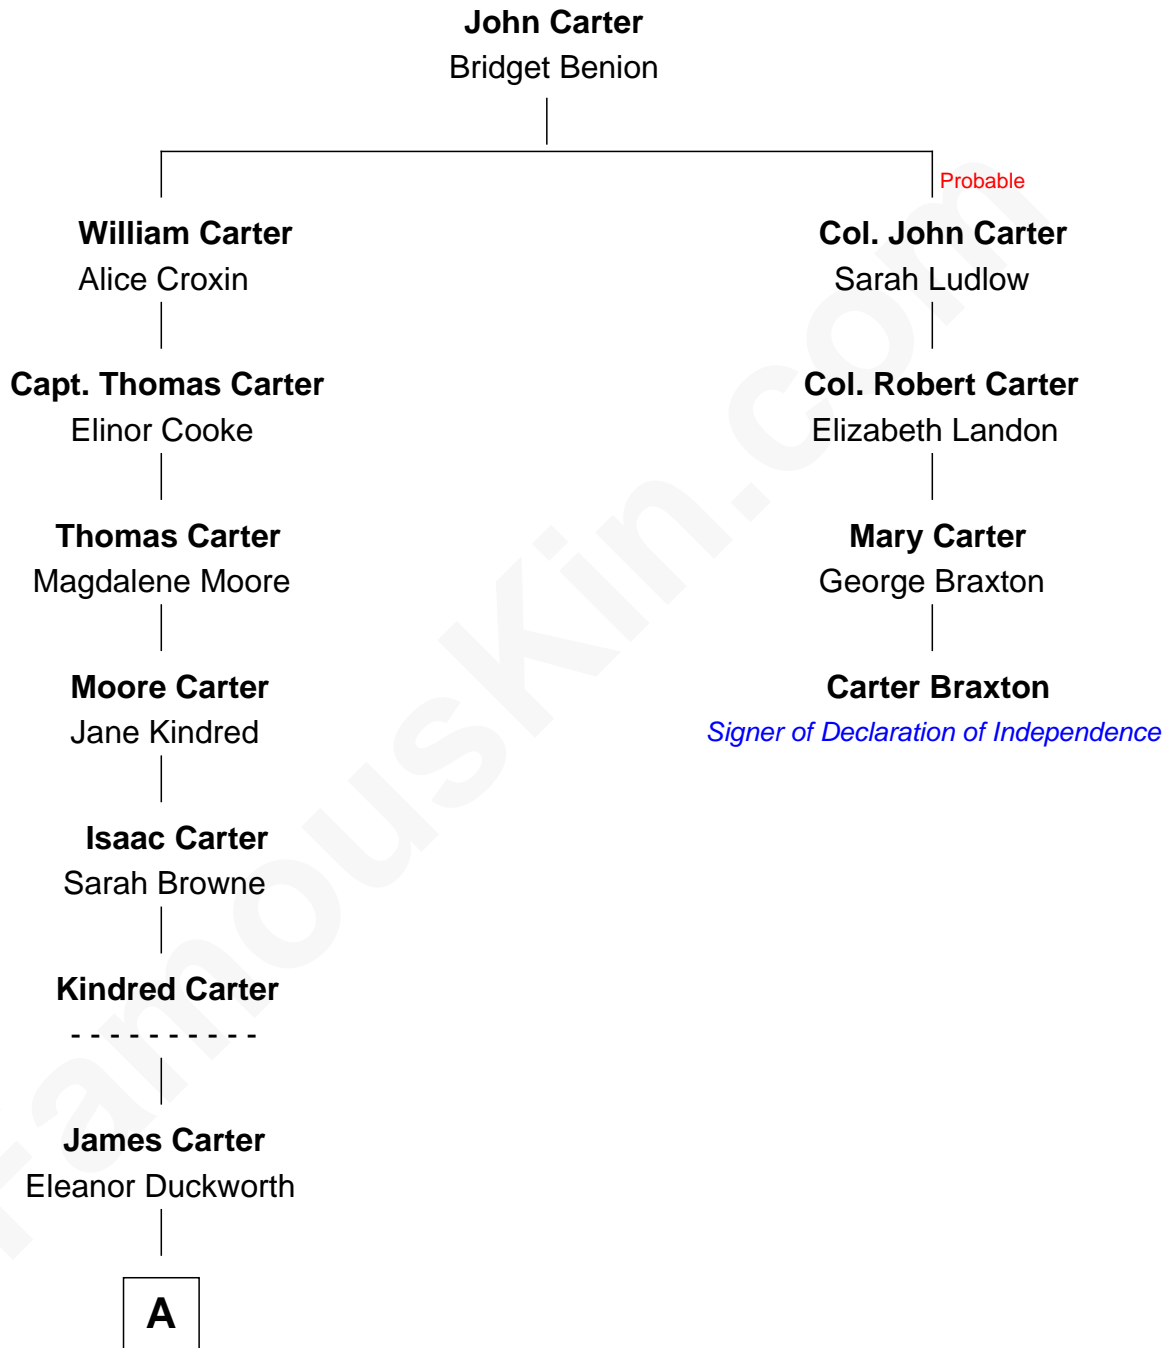 John Carter
Bridget Benion
Probable
William Carter
Alice Croxin
Col. John Carter
Sarah Ludlow
Capt. Thomas Carter
Elinor Cooke
Col. Robert Carter
Elizabeth Landon
Thomas Carter
Magdalene Moore
Mary Carter
George Braxton
Moore Carter
Jane Kindred
Carter Braxton
Signer of Declaration of Independence
Isaac Carter
Sarah Browne
Kindred Carter
- - - - - - - - - -
James Carter
Eleanor Duckworth
A
FamousKin.com